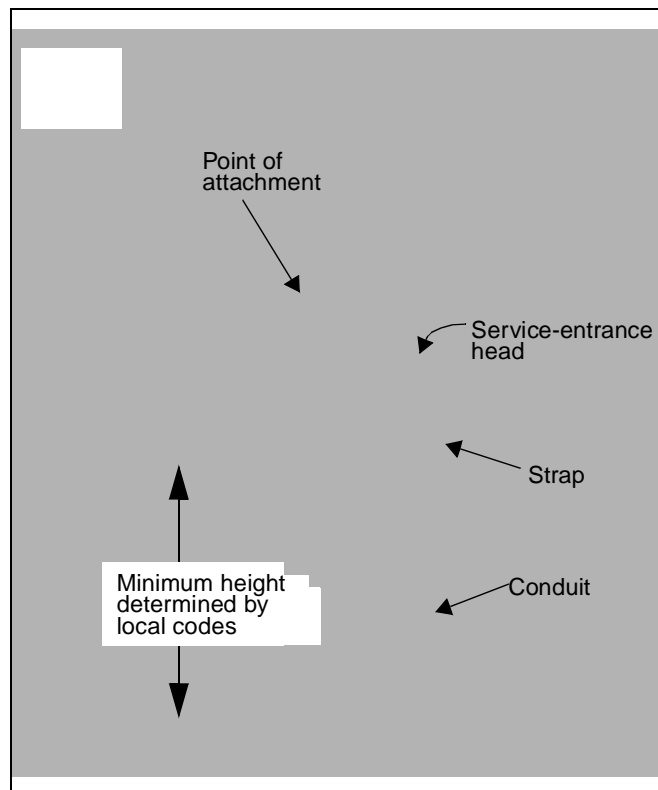 Point of
attachment
Service-entrance
head
Strap
Conduit
Minimum height
determined by
local codes